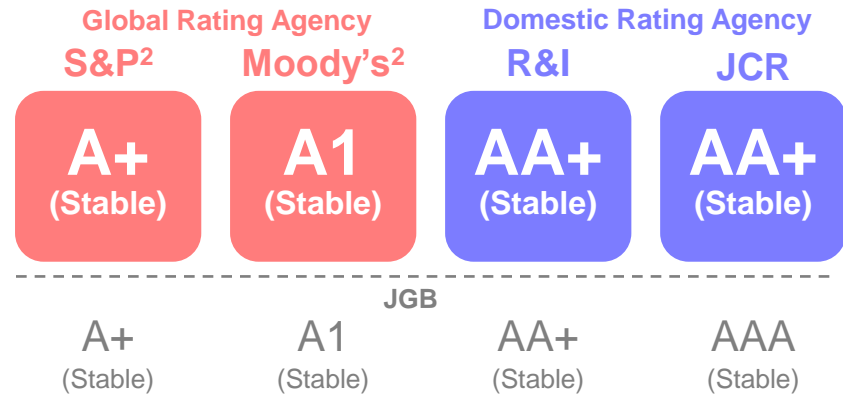 Global Rating Agency Domestic Rating Agency
S&P² Moody's² R&I JCR
A+ A1 AA+ AA+
(Stable) (Stable) (Stable) (Stable)
JGB
A+ A1 AA+ AAA
(Stable) (Stable) (Stable) (Stable)